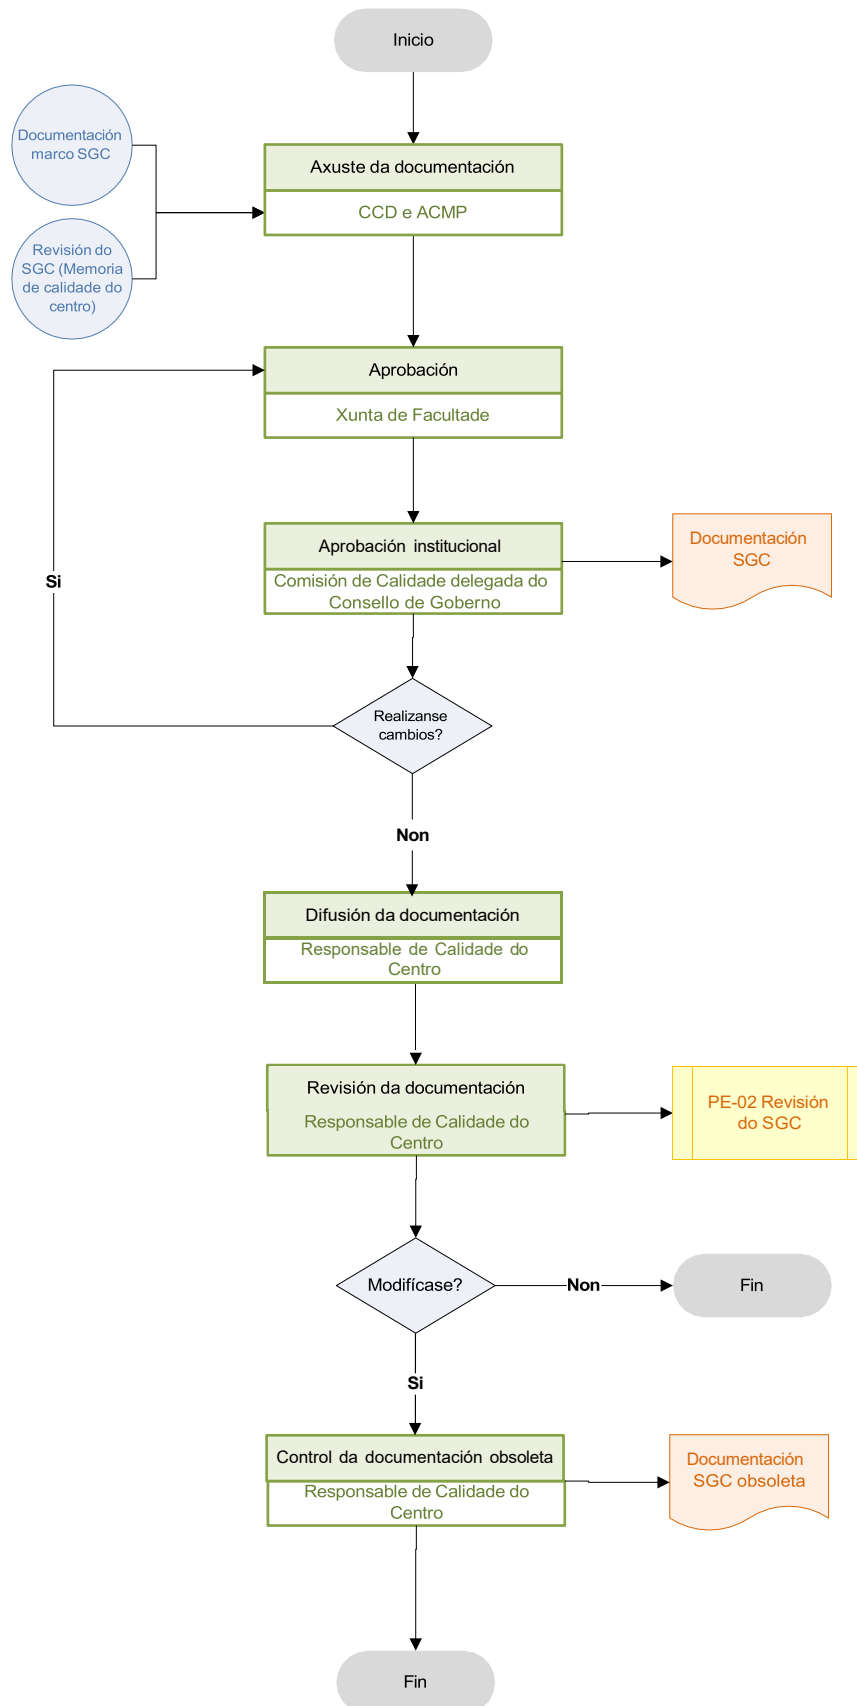 Inicio
Documentación
marco SGC
Axuste da documentación
CCD e ACMP
Revisión do
SGC (Memoria
de calidade do
centro)
Aprobación
Xunta de Facultade
Aprobación institucional
Comisión de Calidade delegada do
Consello de Goberno
Documentación
SGC
Si
Realizanse
cambios?
Non
Difusión da documentación
Responsable de Calidade do
Centro
Revisión da documentación
Responsable de Calidade do
Centro
PE-02 Revisión
do SGC
Modifícase?
Non
Fin
Si
Control da documentación obsoleta
Responsable de Calidade do
Centro
Documentación
SGC obsoleta
Fin